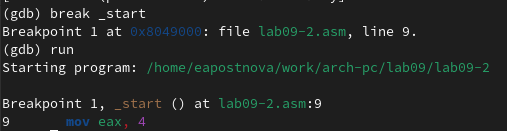 (gdb) break _start
Breakpoint 1 at 0x8049000: file lab09-2.asm, line 9.
(gdb) run
Starting program: /home/eapostnova/work/arch-pc/lab09/lab09-2
Breakpoint 1, _start () at lab09-2.asm:9
9 mov eax, 4